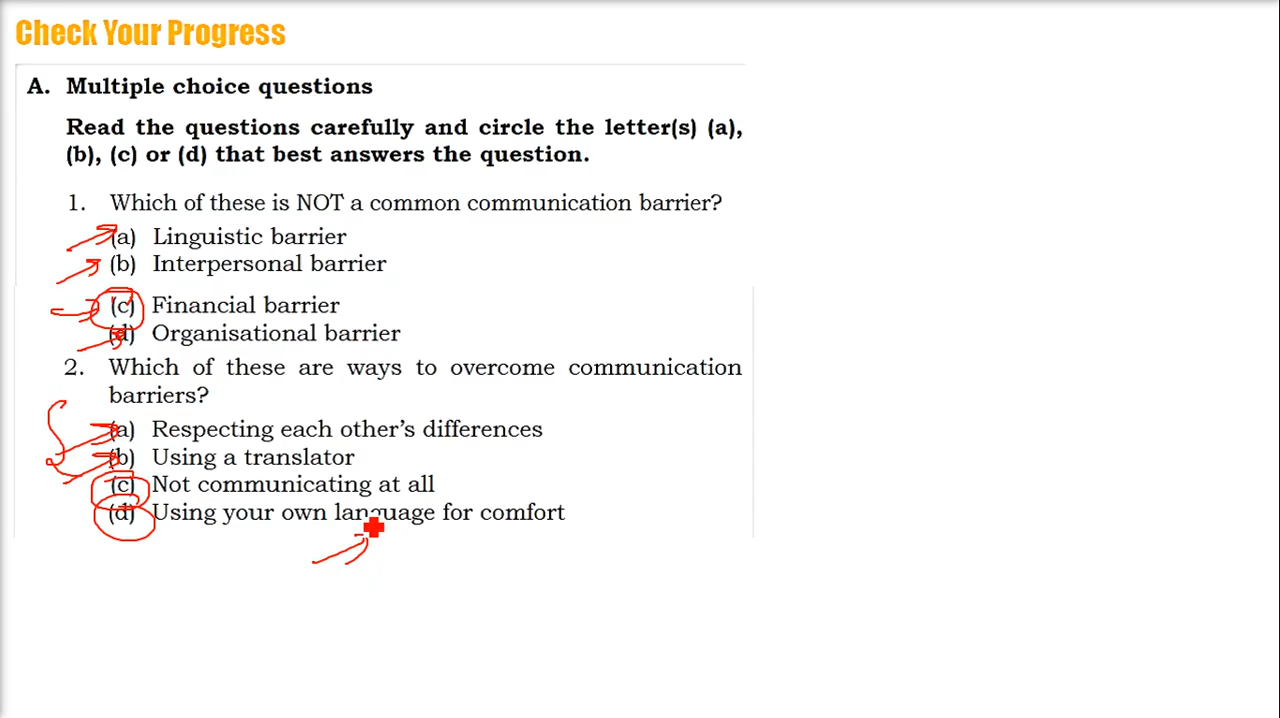 Check Your Progress
A. Multiple choice questions
Read the questions carefully and circle the letter(s) (a),
(b), (c) or (d) that best answers the question.
1. Which of these is NOT a common communication barrier?
(a) Linguistic barrier
(b) Interpersonal barrier
(c) Financial barrier
(d) Organisational barrier
2. Which of these are ways to overcome communication
barriers?
(a) Respecting each other's differences
(b) Using a translator
(c) Not communicating at all
(d) Using your own language for comfort